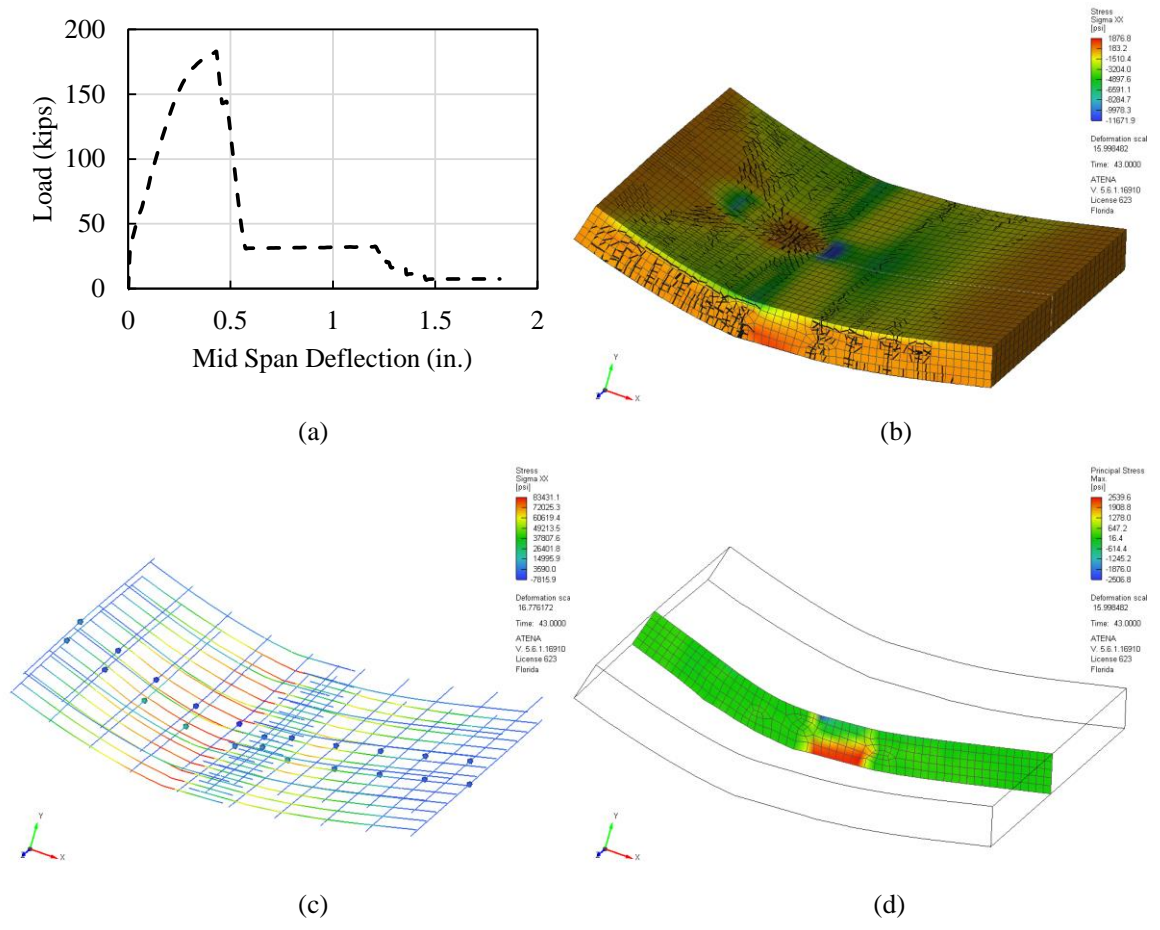 200
150
100
50
0
Load (kips)
0 0.5 1 1.5 2
Mid Span Deflection (in.)
(a)
Stress
Sigma XX
[psi]
1876.8
183.2
-1510.4
-3204.0
-4897.6
-6591.1
-8284.7
-9978.3
-11671.9
Deformation scal
15.998482
Time: 43.0000
ATENA
V. 5.6.1.16910
License 623
Florida
Y
Z X
(b)
Stress
Sigma XX
[psi]
83431.1
72025.3
60619.4
49213.5
37807.6
26401.8
14995.9
3590.0
-7815.9
Deformation sca
16.776172
Time: 43.0000
ATENA
V. 5.6.1.16910
License 623
Florida
Y
Z X
(c)
Principal Stress
Max.
[psi]
2539.6
1908.8
1278.0
647.2
16.4
-614.4
-1245.2
-1876.0
-2506.8
Deformation scal
15.998482
Time: 43.0000
ATENA
V. 5.6.1.16910
License 623
Florida
Y
Z X
(d)